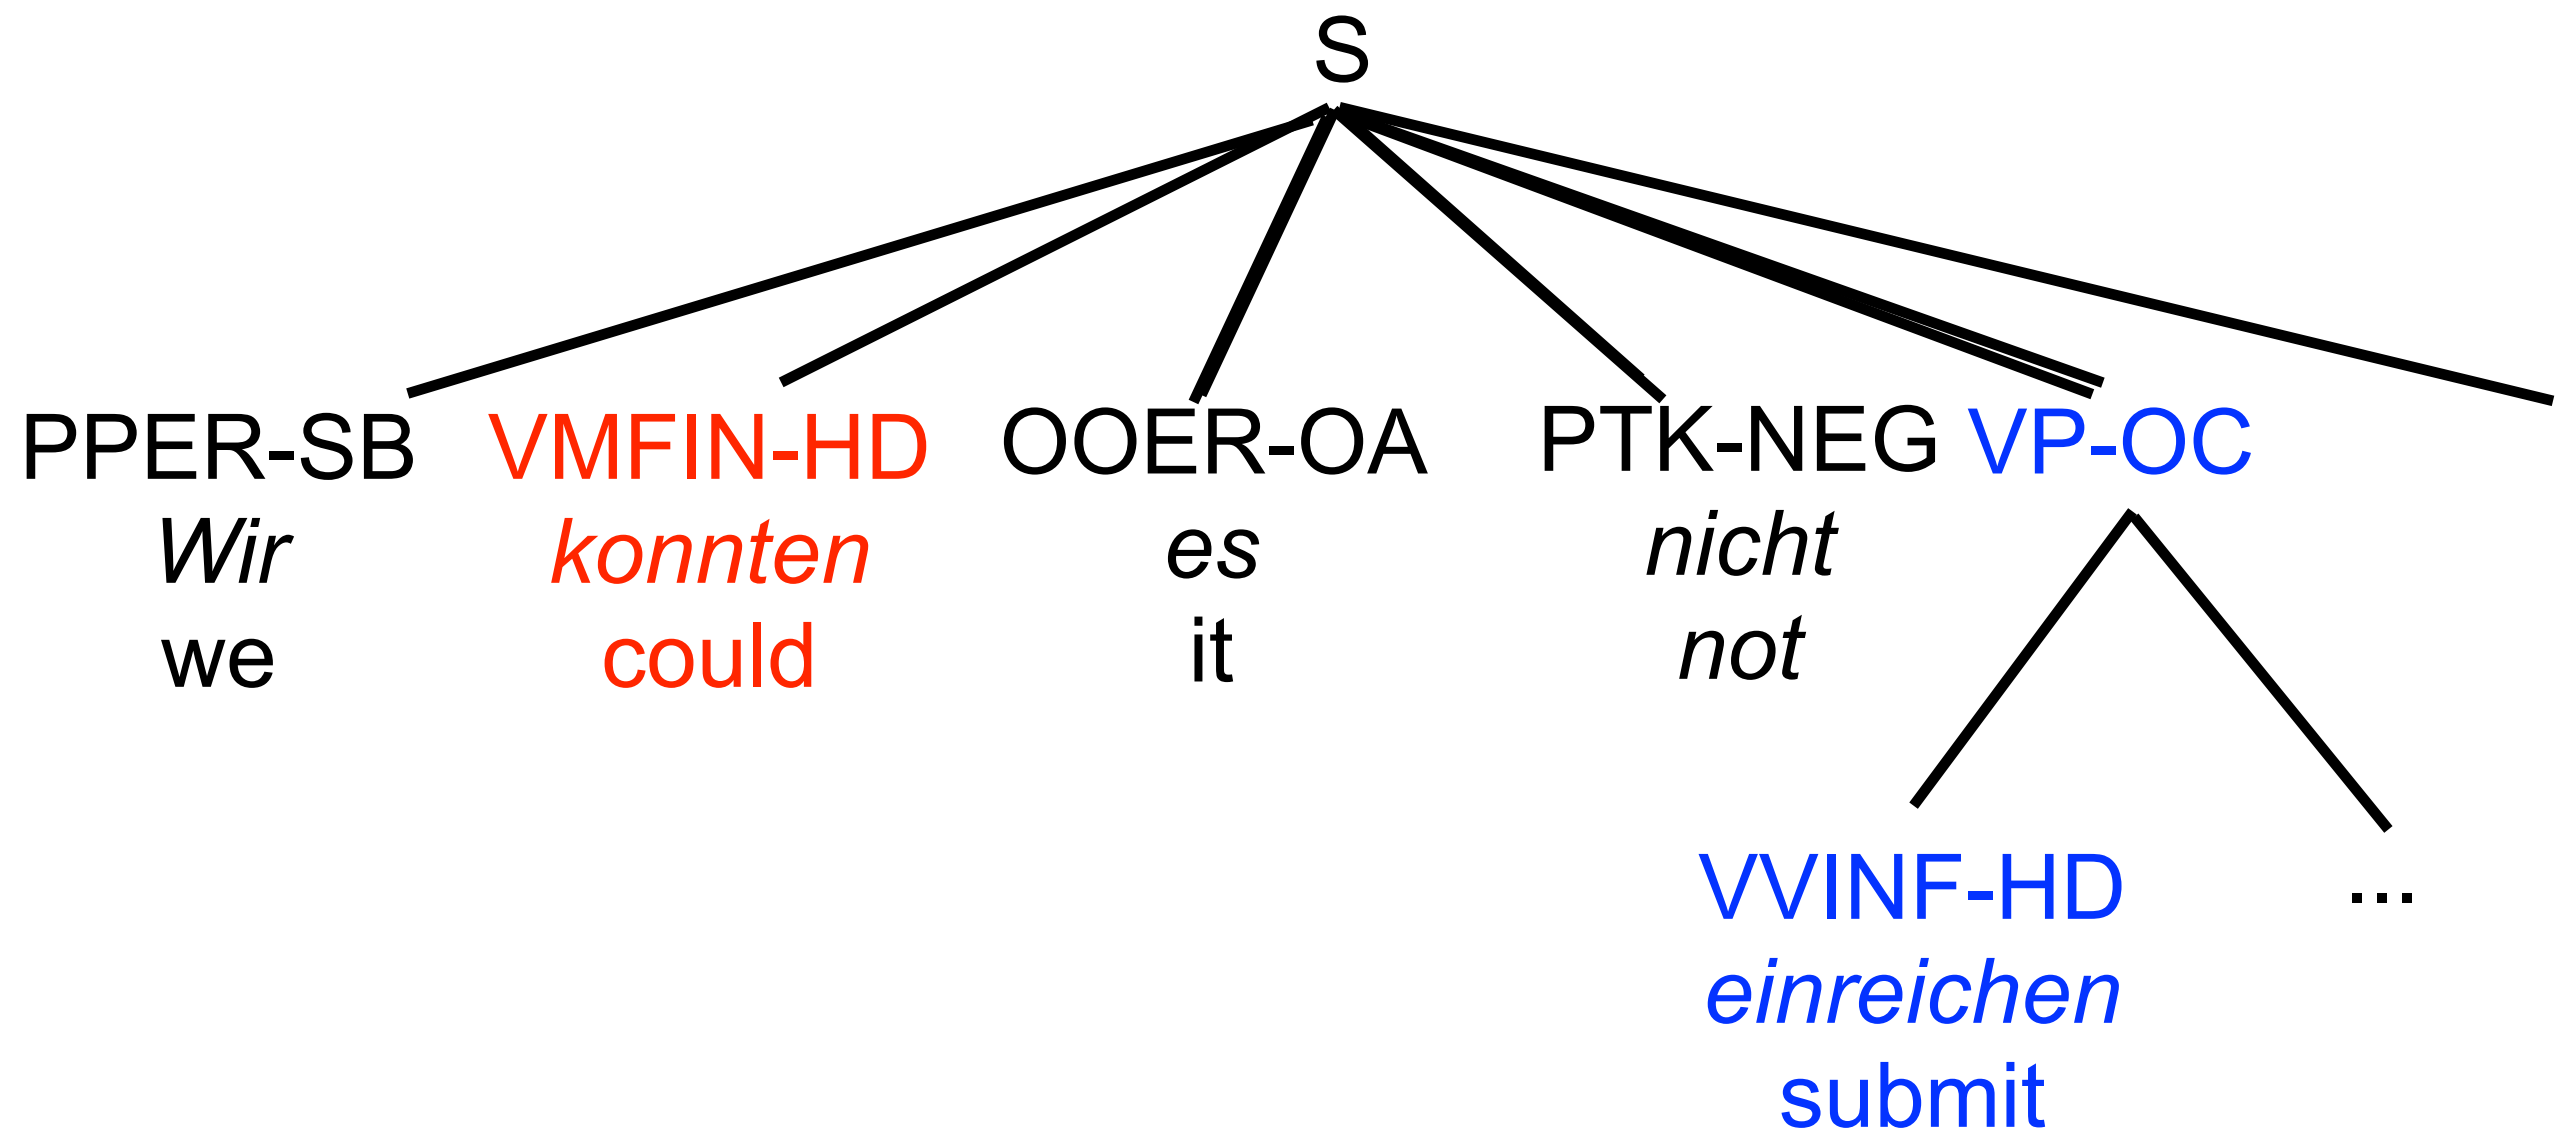 S
PPER-SB VMFIN-HD OOER-OA PTK-NEG VP-OC
Wir konnten es nicht
we could it not
VVINF-HD ...
einreichen
submit